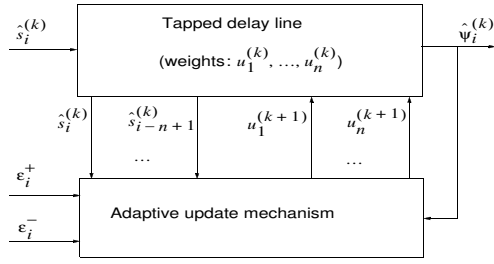 Tapped delay line
ŝ_i^(k)
ψ̂_i^(k)
(weights: u_1^(k), ..., u_n^(k))
ŝ_i^(k) ŝ_{i-n+1}^(k) u_1^(k+1) u_n^(k+1)
... ...
ε_i^+
Adaptive update mechanism
ε_i^-